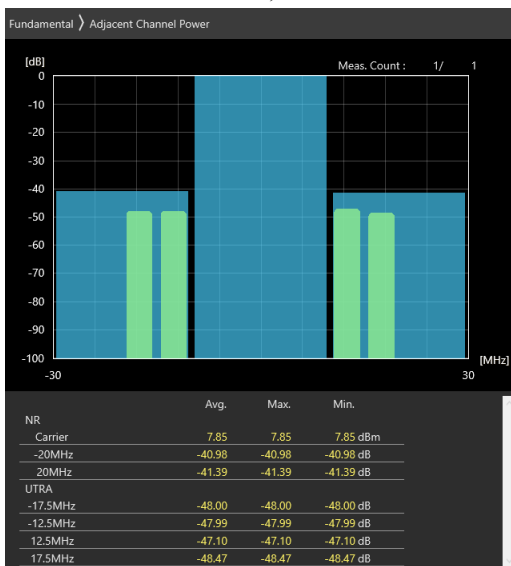 Fundamental 〉 Adjacent Channel Power
[dB] Meas. Count : 1/ 1
0
-10
-20
-30
-40
-50
-60
-70
-80
-90
-100 [MHz]
-30 30
Avg. Max. Min.
NR
Carrier 7.85 7.85 7.85 dBm
-20MHz -40.98 -40.98 -40.98 dB
20MHz -41.39 -41.39 -41.39 dB
UTRA
-17.5MHz -48.00 -48.00 -48.00 dB
-12.5MHz -47.99 -47.99 -47.99 dB
12.5MHz -47.10 -47.10 -47.10 dB
17.5MHz -48.47 -48.47 -48.47 dB